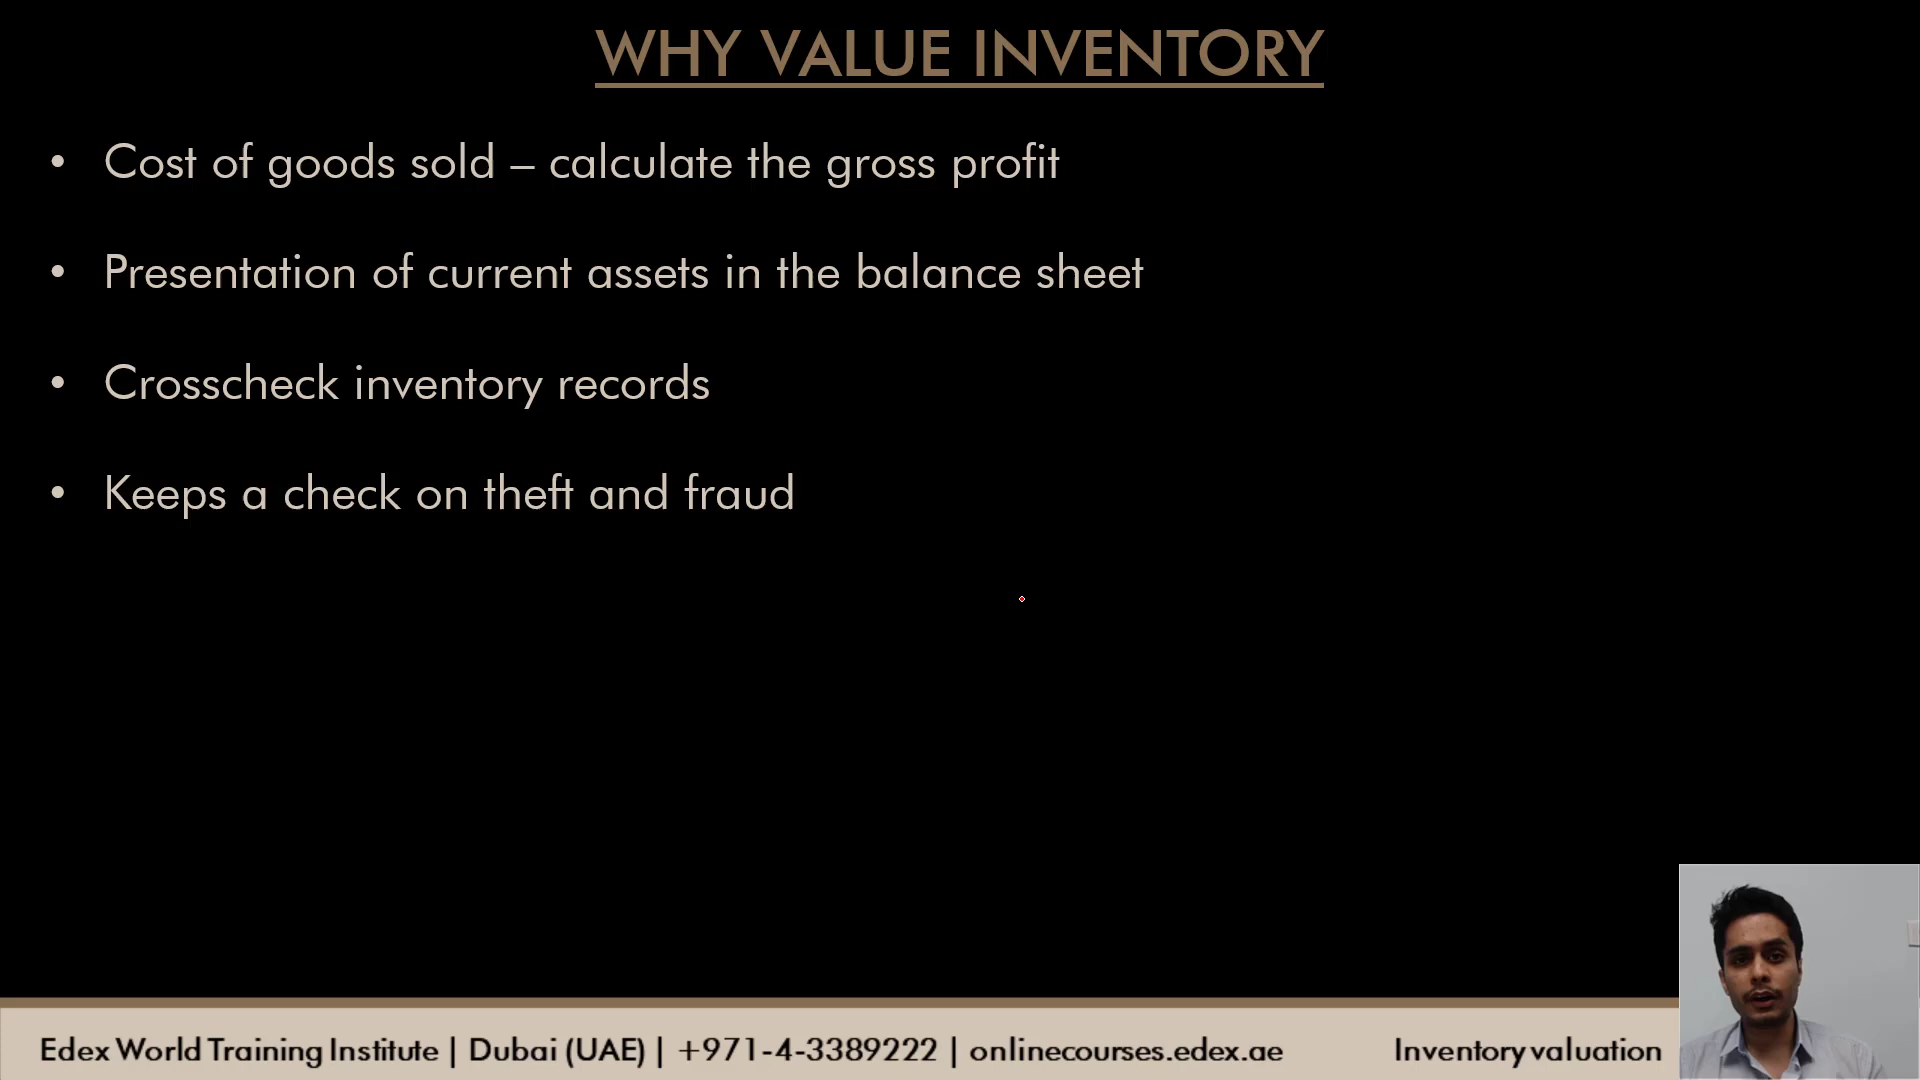 WHY VALUE INVENTORY
• Cost of goods sold – calculate the gross profit
• Presentation of current assets in the balance sheet
• Crosscheck inventory records
• Keeps a check on theft and fraud
Edex World Training Institute | Dubai (UAE) | +971-4-3389222 | onlinecourses.edex.ae Inventory valuation